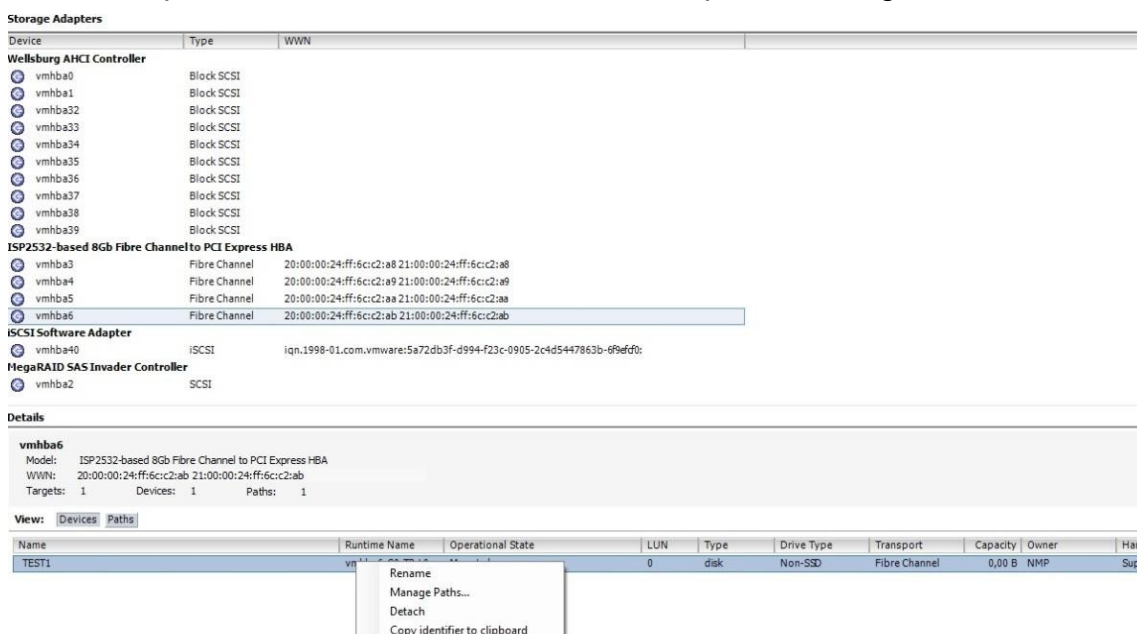 Storage Adapters
Device Type WWN
Wellsburg AHCI Controller
vmhba0 Block SCSI
vmhba1 Block SCSI
vmhba32 Block SCSI
vmhba33 Block SCSI
vmhba34 Block SCSI
vmhba35 Block SCSI
vmhba36 Block SCSI
vmhba37 Block SCSI
vmhba38 Block SCSI
vmhba39 Block SCSI
ISP2532-based 8Gb Fibre Channel to PCI Express HBA
vmhba3 Fibre Channel 20:00:00:24:ff:6c:c2:a8 21:00:00:24:ff:6c:c2:a8
vmhba4 Fibre Channel 20:00:00:24:ff:6c:c2:a9 21:00:00:24:ff:6c:c2:a9
vmhba5 Fibre Channel 20:00:00:24:ff:6c:c2:aa 21:00:00:24:ff:6c:c2:aa
vmhba6 Fibre Channel 20:00:00:24:ff:6c:c2:ab 21:00:00:24:ff:6c:c2:ab
iSCSI Software Adapter
vmhba40 iSCSI iqn.1998-01.com.vmware:5a72db3f-d994-f23c-0905-2c4d5447863b-6f9efcf0:
MegaRAID SAS Invader Controller
vmhba2 SCSI
Details
vmhba6
Model: ISP2532-based 8Gb Fibre Channel to PCI Express HBA
WWN: 20:00:00:24:ff:6c:c2:ab 21:00:00:24:ff:6c:c2:ab
Targets: 1 Devices: 1 Paths: 1
View: Devices Paths
Name Runtime Name Operational State LUN Type Drive Type Transport Capacity Owner
TEST1 0 disk Non-SSD Fibre Channel 0,00 B NMP
Rename
Manage Paths...
Detach
Copy identifier to clipboard